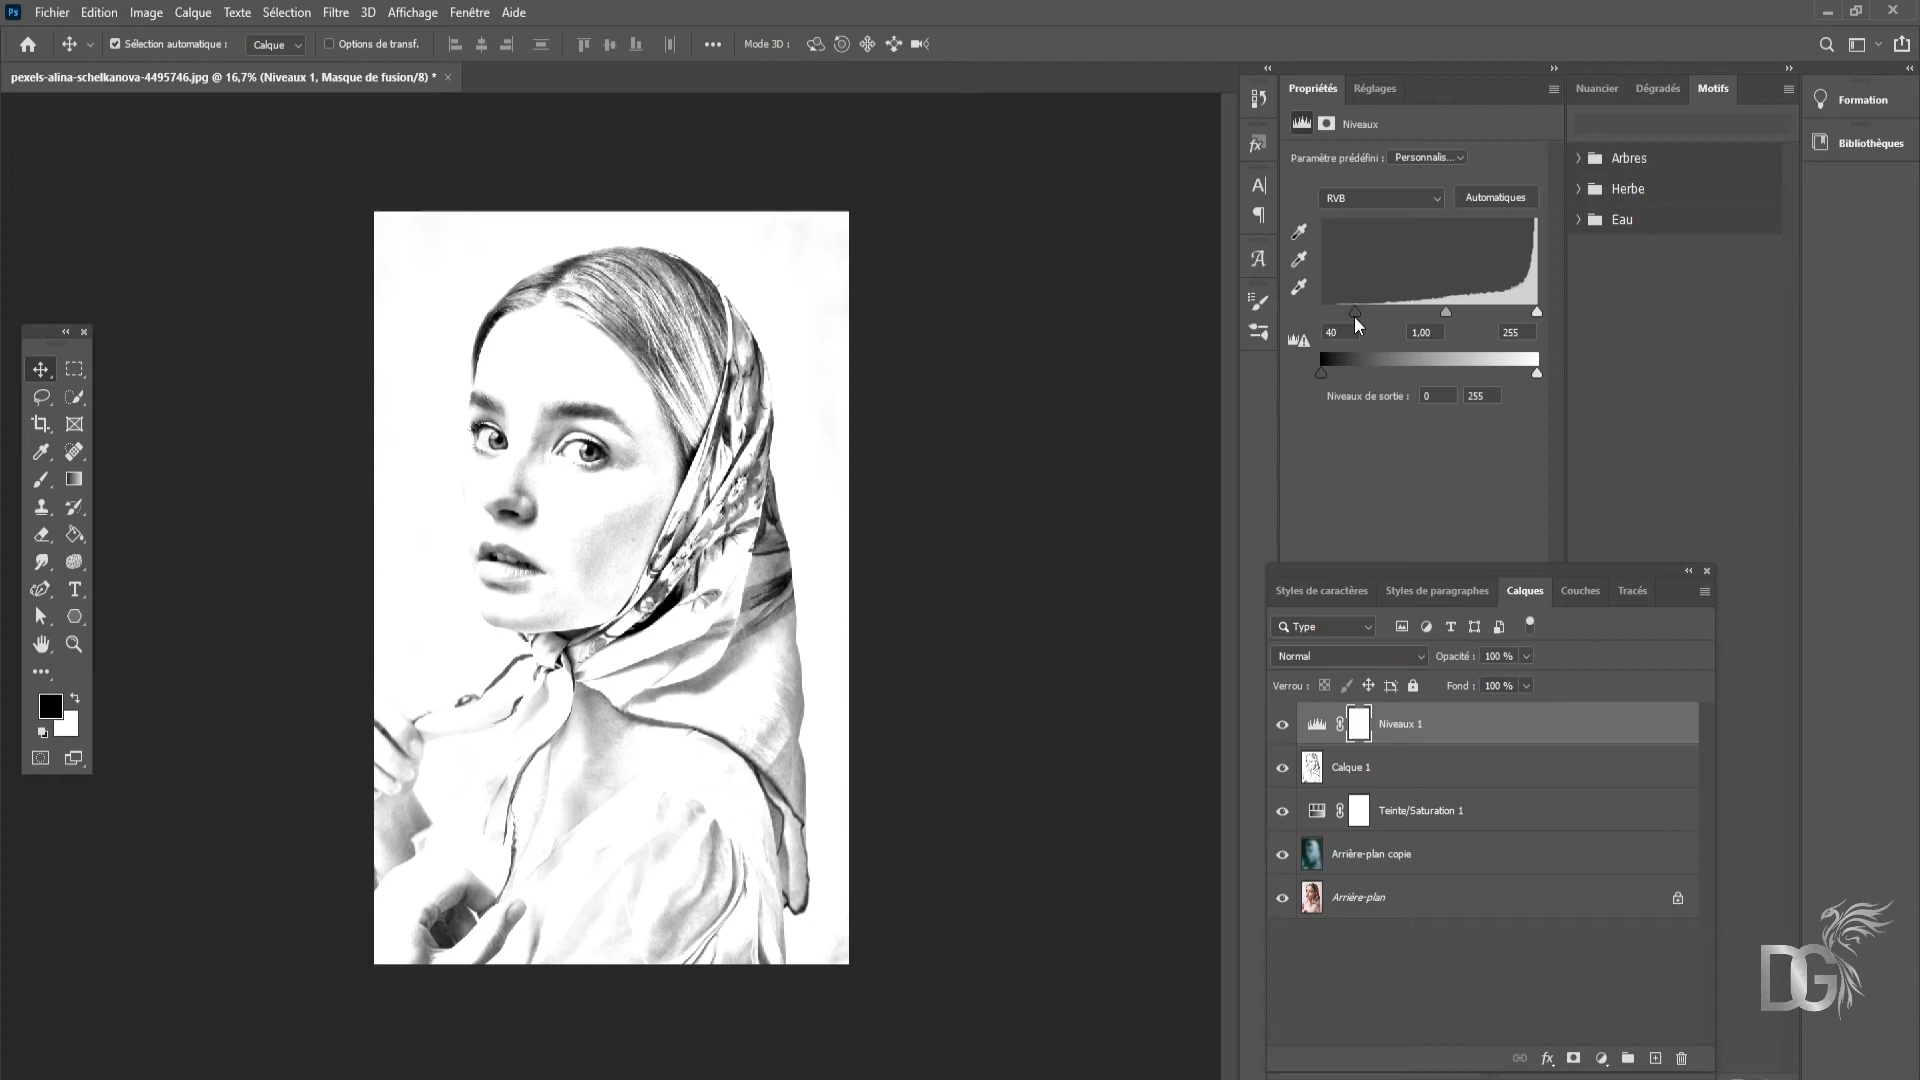 Ps Fichier Edition Image Calque Texte Sélection Filtre 3D Affichage Fenêtre Aide
Sélection automatique : Calque Options de transf. Mode 3D :
pexels-alina-schelkanova-4495746.jpg @ 16,7% (Niveaux 1, Masque de fusion/8) *
Propriétés Réglages
Niveaux
Paramètre prédéfini : Personnalis...
RVB Automatiques
40 1,00 255
Niveaux de sortie : 0 255
Nuancier Dégradés Motifs
Arbres
Herbe
Eau
Formation
Bibliothèques
Styles de caractères Styles de paragraphes Calques Couches Tracés
Type
Normal Opacité : 100 %
Verrou : Fond : 100 %
Niveaux 1
Calque 1
Teinte/Saturation 1
Arrière-plan copie
Arrière-plan
DG